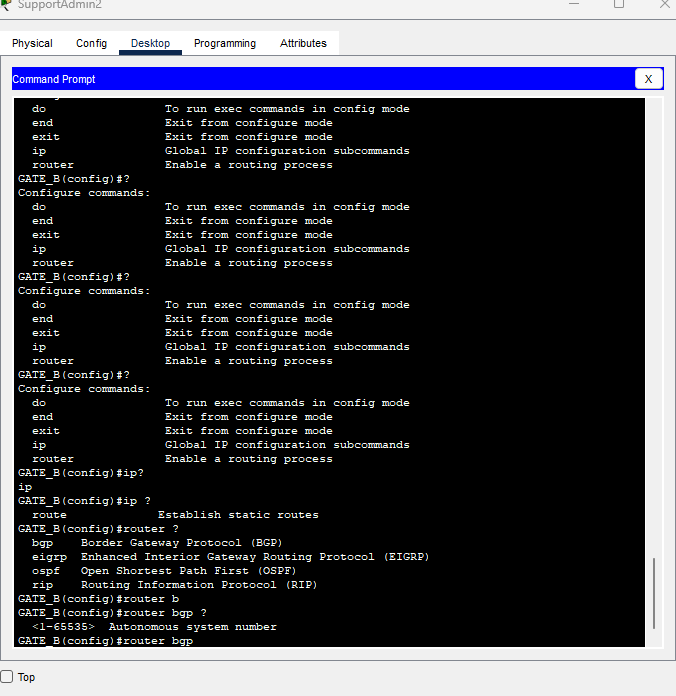 SupportAdmin2
Physical Config Desktop Programming Attributes
Command Prompt X
do To run exec commands in config mode
end Exit from configure mode
exit Exit from configure mode
ip Global IP configuration subcommands
router Enable a routing process
GATE_B(config)#?
Configure commands:
do To run exec commands in config mode
end Exit from configure mode
exit Exit from configure mode
ip Global IP configuration subcommands
router Enable a routing process
GATE_B(config)#?
Configure commands:
do To run exec commands in config mode
end Exit from configure mode
exit Exit from configure mode
ip Global IP configuration subcommands
router Enable a routing process
GATE_B(config)#?
Configure commands:
do To run exec commands in config mode
end Exit from configure mode
exit Exit from configure mode
ip Global IP configuration subcommands
router Enable a routing process
GATE_B(config)#ip?
ip
GATE_B(config)#ip ?
route Establish static routes
GATE_B(config)#router ?
bgp Border Gateway Protocol (BGP)
eigrp Enhanced Interior Gateway Routing Protocol (EIGRP)
ospf Open Shortest Path First (OSPF)
rip Routing Information Protocol (RIP)
GATE_B(config)#router b
GATE_B(config)#router bgp ?
<1-65535> Autonomous system number
GATE_B(config)#router bgp
Top